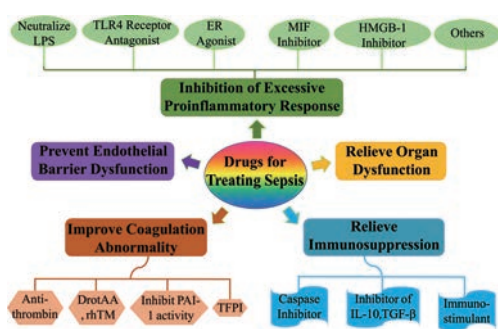 Neutralize
LPS
TLR4 Receptor
Antagonist
ER
Agonist
MIF
Inhibitor
HMGB-1
Inhibitor
Others
Inhibition of Excessive
Proinflammatory Response
Prevent Endothelial
Barrier Dysfunction
Drugs for
Treating Sepsis
Relieve Organ
Dysfunction
Improve Coagulation
Abnormality
Relieve
Immunosuppression
Anti-
thrombin
DrotAA
, rhTM
Inhibit PAI-
1 activity
TFPI
Caspase
Inhibitor
Inhibitor of
IL-10,TGF-β
Immuno-
stimulant